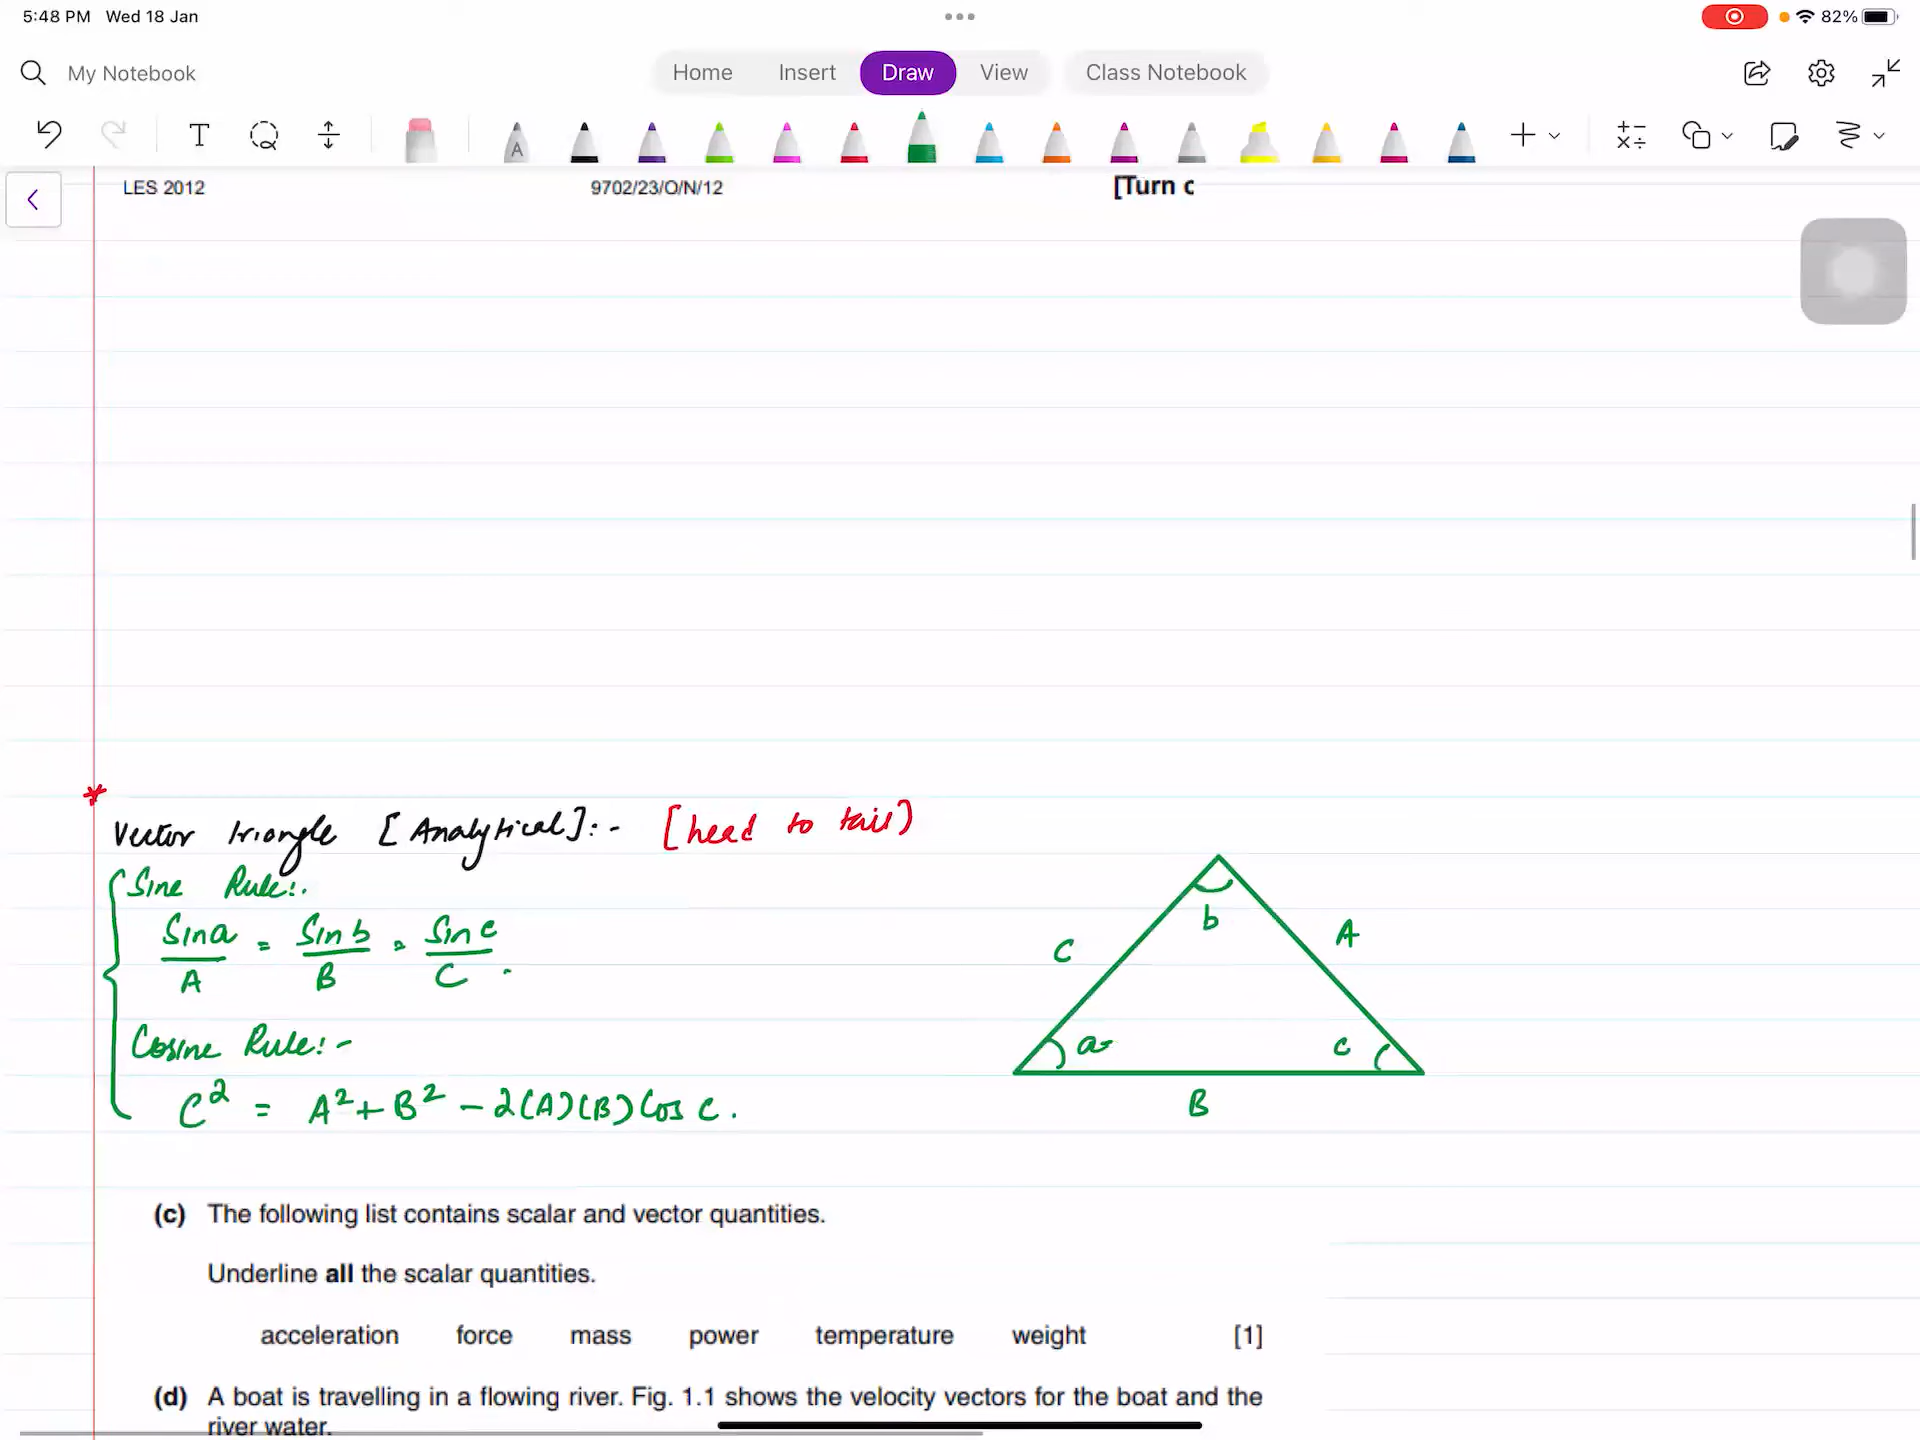 5:48 PM Wed 18 Jan
82%
My Notebook
Home Insert Draw View Class Notebook
T
A
LES 2012 9702/23/O/N/12 [Turn c
*
Vector triangle [Analytical]:- [head to tail)
Sine Rule:.
Sin a / A = Sin b / B = Sin c / C .
Cosine Rule:-
C² = A² + B² - 2(A)(B) Cos c.
b
C A
a c
B
(c) The following list contains scalar and vector quantities.
Underline all the scalar quantities.
acceleration force mass power temperature weight [1]
(d) A boat is travelling in a flowing river. Fig. 1.1 shows the velocity vectors for the boat and the
river water.